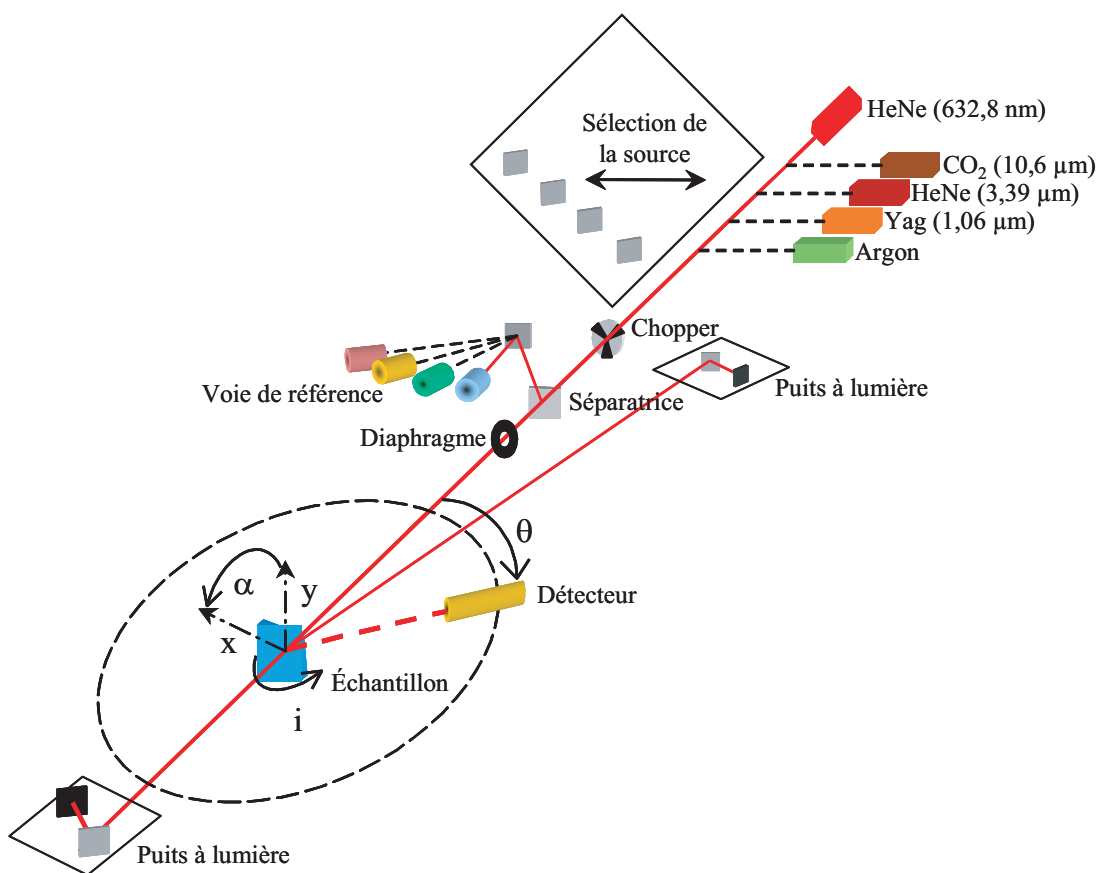 HeNe (632,8 nm)
Sélection de
la source
CO₂ (10,6 µm)
HeNe (3,39 µm)
Yag (1,06 µm)
Argon
Chopper
Voie de référence
Séparatrice
Puits à lumière
Diaphragme
θ
α
y
Détecteur
x
Échantillon
i
Puits à lumière